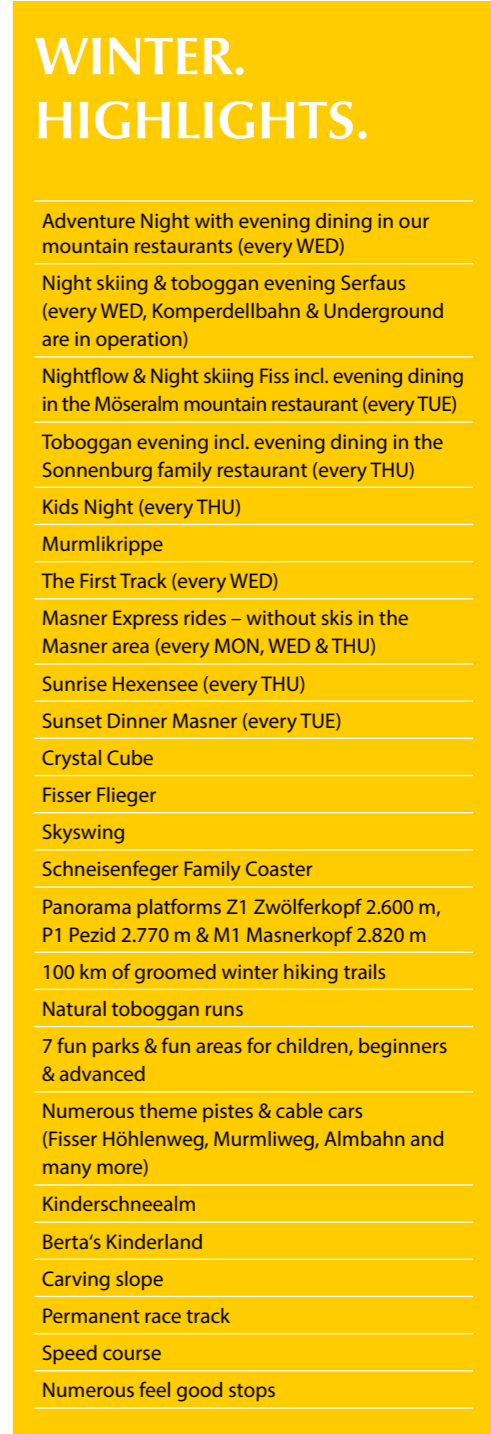 WINTER.
HIGHLIGHTS.
Adventure Night with evening dining in our
mountain restaurants (every WED)
Night skiing & toboggan evening Serfaus
(every WED, Komperdellbahn & Underground
are in operation)
Nightflow & Night skiing Fiss incl. evening dining
in the Möseralm mountain restaurant (every TUE)
Toboggan evening incl. evening dining in the
Sonnenburg family restaurant (every THU)
Kids Night (every THU)
Murmlikrippe
The First Track (every WED)
Masner Express rides – without skis in the
Masner area (every MON, WED & THU)
Sunrise Hexensee (every THU)
Sunset Dinner Masner (every TUE)
Crystal Cube
Fisser Flieger
Skyswing
Schneisenfeger Family Coaster
Panorama platforms Z1 Zwölferkopf 2.600 m,
P1 Pezid 2.770 m & M1 Masnerkopf 2.820 m
100 km of groomed winter hiking trails
Natural toboggan runs
7 fun parks & fun areas for children, beginners
& advanced
Numerous theme pistes & cable cars
(Fisser Höhlenweg, Murmliweg, Almbahn and
many more)
Kinderschneealm
Berta‘s Kinderland
Carving slope
Permanent race track
Speed course
Numerous feel good stops